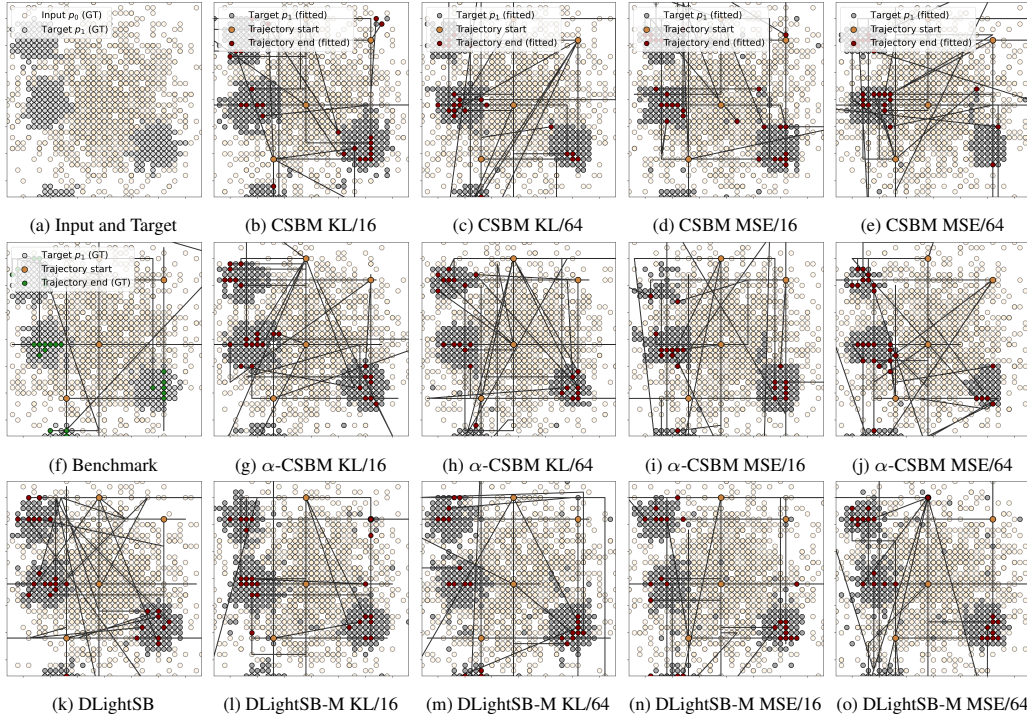 Input p₀ (GT)
Target p₁ (GT)
Target p₁ (fitted)
Trajectory start
Trajectory end (fitted)
Target p₁ (fitted)
Trajectory start
Trajectory end (fitted)
Target p₁ (fitted)
Trajectory start
Trajectory end (fitted)
Target p₁ (fitted)
Trajectory start
Trajectory end (fitted)
(a) Input and Target
(b) CSBM KL/16
(c) CSBM KL/64
(d) CSBM MSE/16
(e) CSBM MSE/64
Target p₁ (GT)
Trajectory start
Trajectory end (GT)
(f) Benchmark
(g) α-CSBM KL/16
(h) α-CSBM KL/64
(i) α-CSBM MSE/16
(j) α-CSBM MSE/64
(k) DLightSB
(l) DLightSB-M KL/16
(m) DLightSB-M KL/64
(n) DLightSB-M MSE/16
(o) DLightSB-M MSE/64